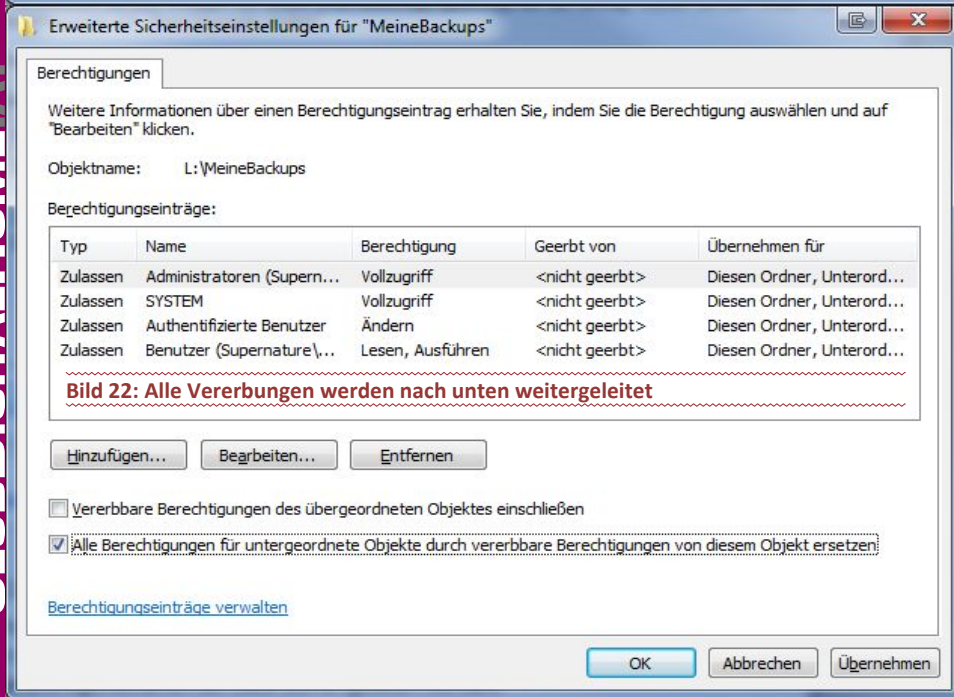 Erweiterte Sicherheitseinstellungen für "MeineBackups"
Berechtigungen
Weitere Informationen über einen Berechtigungseintrag erhalten Sie, indem Sie die Berechtigung auswählen und auf
"Bearbeiten" klicken.
Objektname: L:\MeineBackups
Berechtigungseinträge:
Typ Name Berechtigung Geerbt von Übernehmen für
Zulassen Administratoren (Supern... Vollzugriff <nicht geerbt> Diesen Ordner, Unterord...
Zulassen SYSTEM Vollzugriff <nicht geerbt> Diesen Ordner, Unterord...
Zulassen Authentifizierte Benutzer Ändern <nicht geerbt> Diesen Ordner, Unterord...
Zulassen Benutzer (Supernature\... Lesen, Ausführen <nicht geerbt> Diesen Ordner, Unterord...
Bild 22: Alle Vererbungen werden nach unten weitergeleitet
Hinzufügen... Bearbeiten... Entfernen
Vererbbare Berechtigungen des übergeordneten Objektes einschließen
Alle Berechtigungen für untergeordnete Objekte durch vererbbare Berechtigungen von diesem Objekt ersetzen
Berechtigungseinträge verwalten
OK Abbrechen Übernehmen